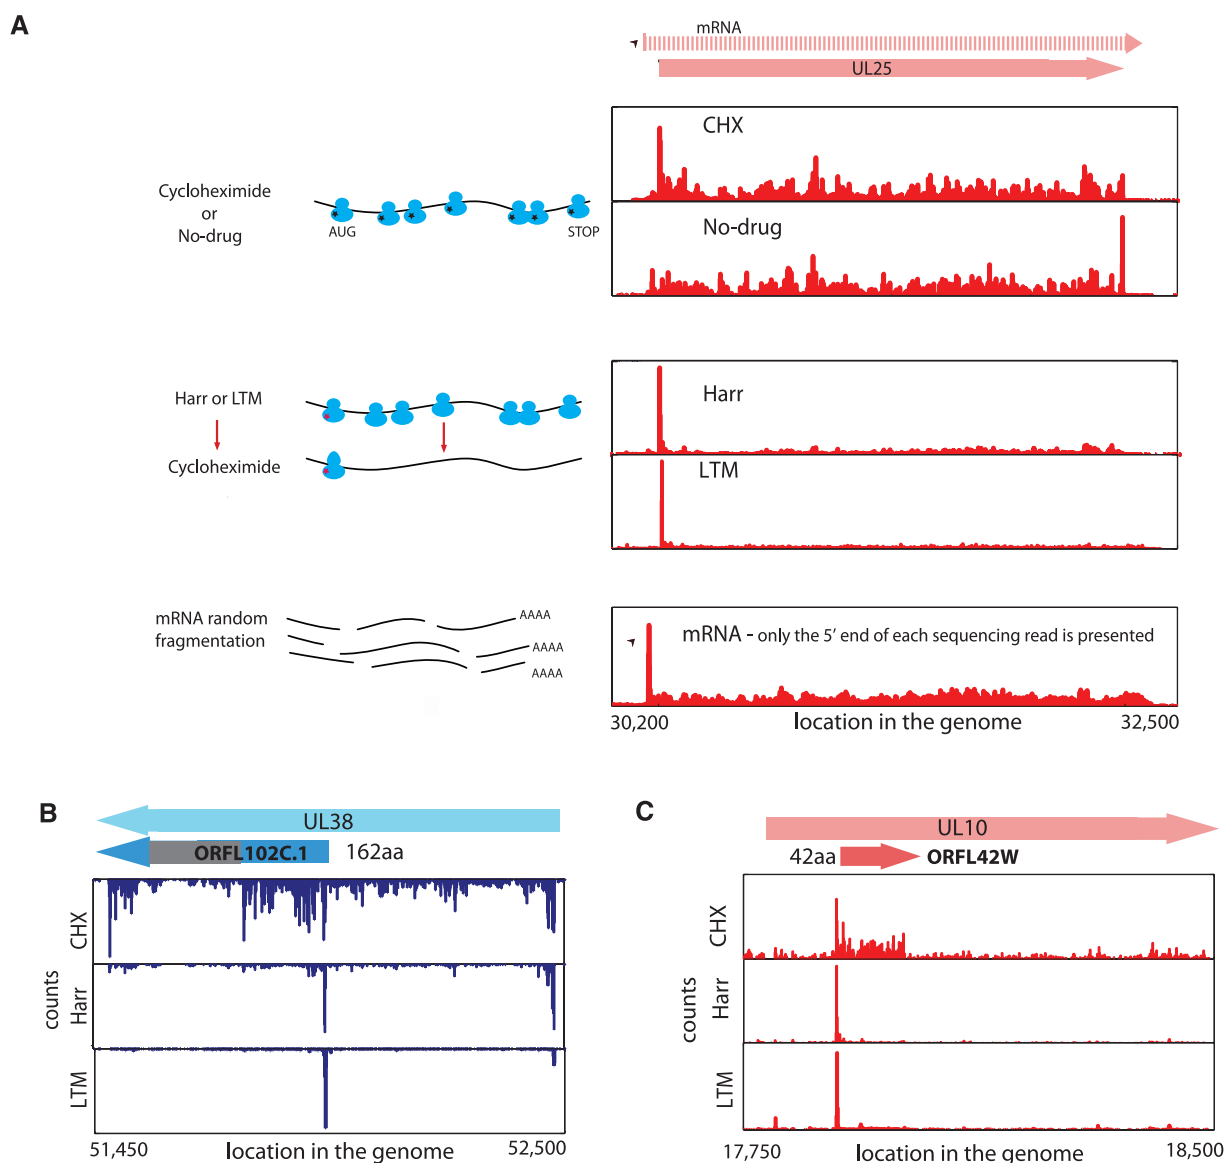 A
mRNA
UL25
CHX
Cycloheximide
or
No-drug
AUG
STOP
No-drug
Harr or LTM
Cycloheximide
Harr
LTM
mRNA random
fragmentation
AAAA
AAAA
AAAA
mRNA - only the 5' end of each sequencing read is presented
30,200
location in the genome
32,500
B
UL38
ORFL102C.1
162aa
CHX
Harr
LTM
counts
51,450
location in the genome
52,500
C
UL10
42aa
ORFL42W
CHX
Harr
LTM
counts
17,750
location in the genome
18,500